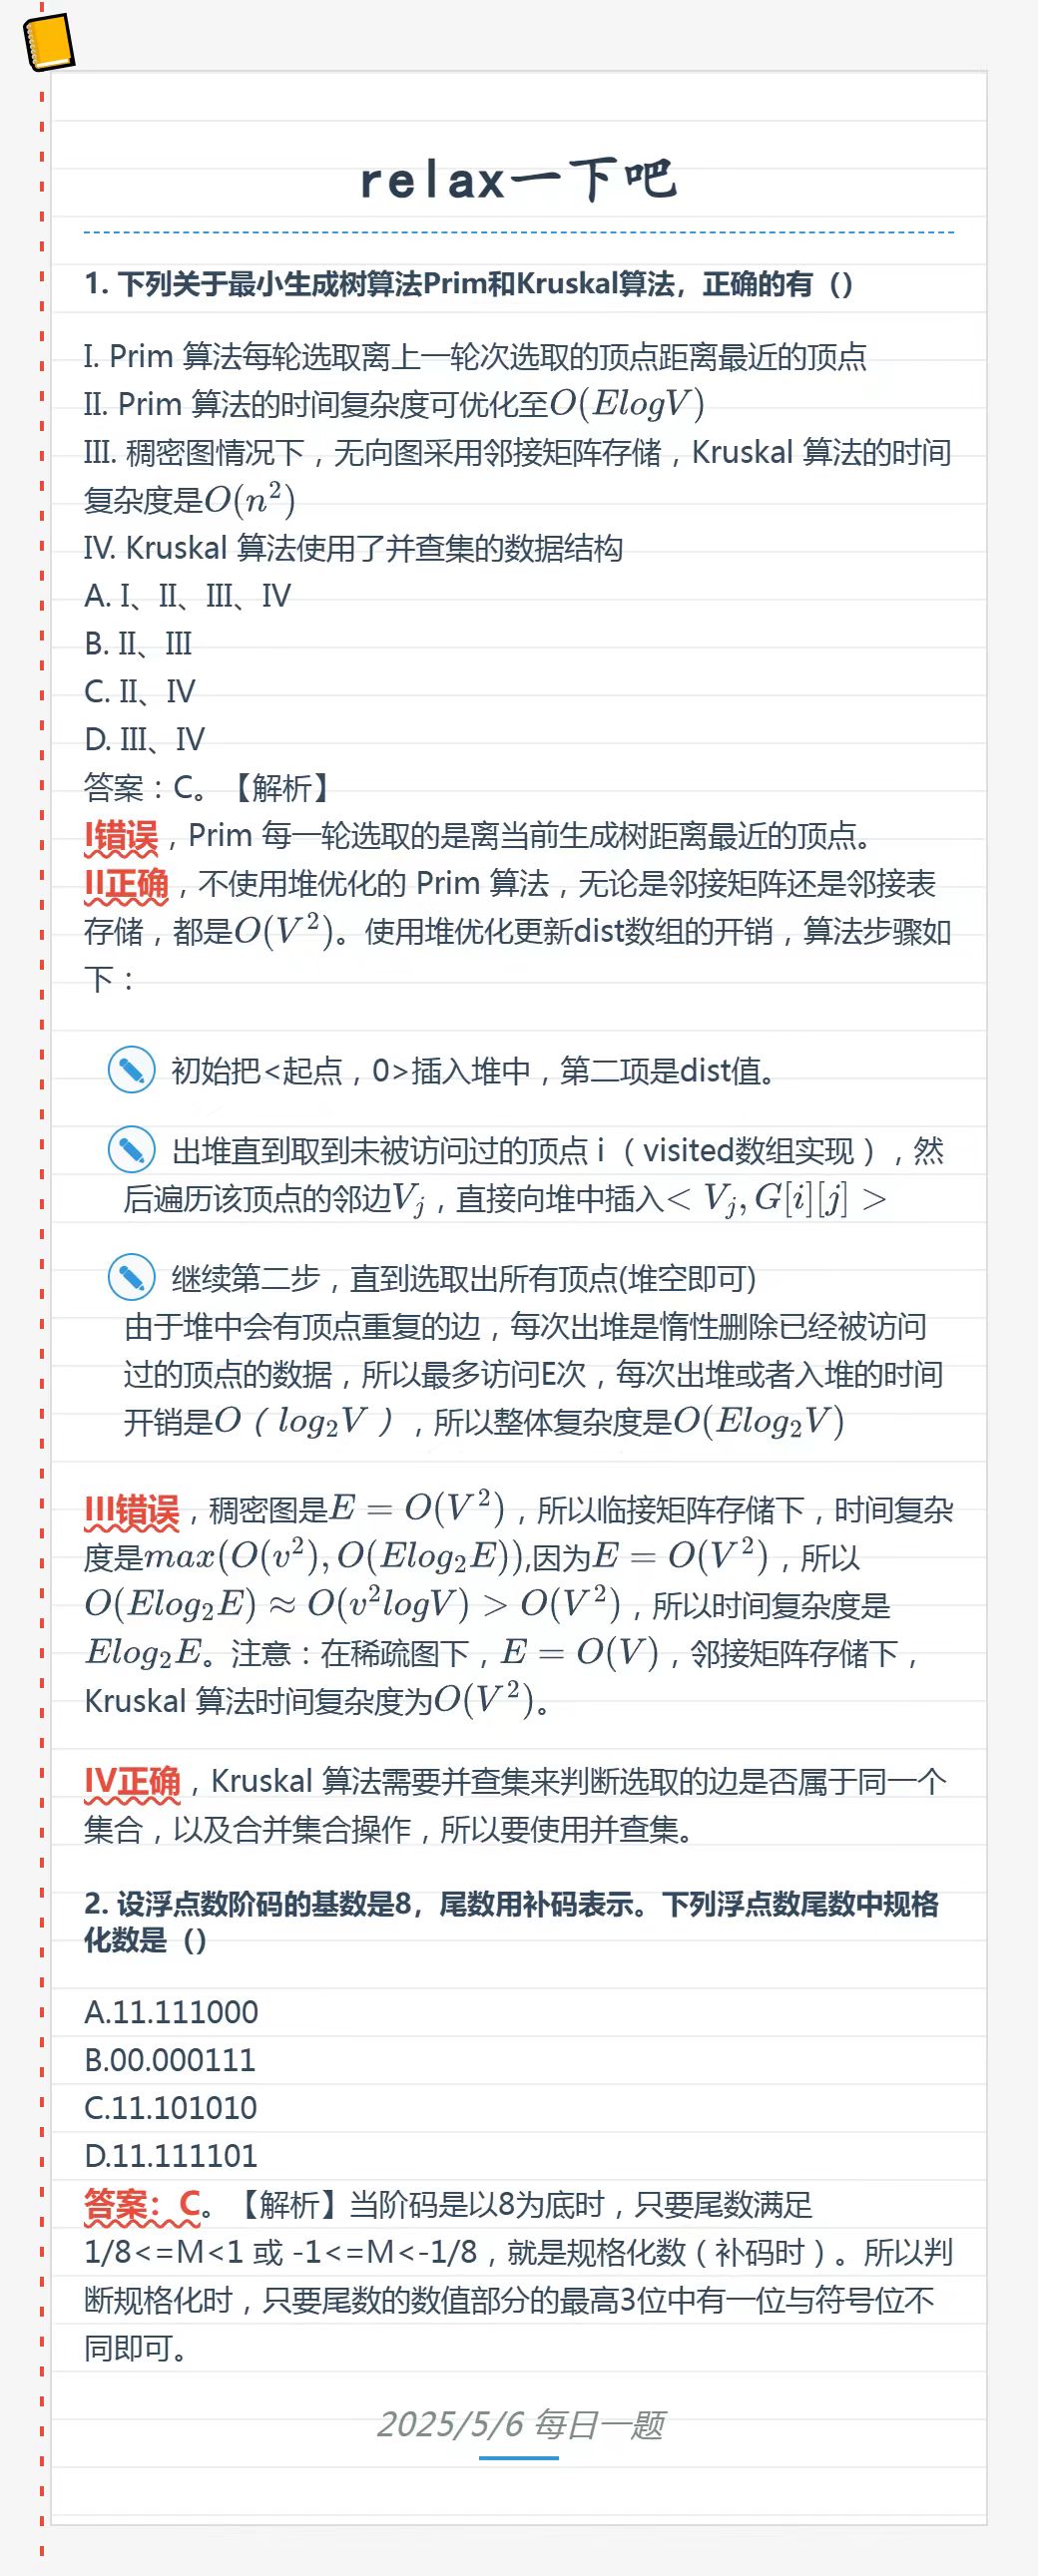 relax一下吧
1. 下列关于最小生成树算法Prim和Kruskal算法，正确的有（）
I. Prim 算法每轮选取离上一轮次选取的顶点距离最近的顶点
II. Prim 算法的时间复杂度可优化至O(ElogV)
III. 稠密图情况下，无向图采用邻接矩阵存储，Kruskal 算法的时间
复杂度是O(n²)
IV. Kruskal 算法使用了并查集的数据结构
A. I、II、III、IV
B. II、III
C. II、IV
D. III、IV
答案：C。【解析】
I错误，Prim 每一轮选取的是离当前生成树距离最近的顶点。
II正确，不使用堆优化的 Prim 算法，无论是邻接矩阵还是邻接表
存储，都是O(V²)。使用堆优化更新dist数组的开销，算法步骤如
下：
初始把<起点，0>插入堆中，第二项是dist值。
出堆直到取到未被访问过的顶点 i （visited数组实现），然
后遍历该顶点的邻边Vⱼ，直接向堆中插入< Vⱼ, G[i][j] >
继续第二步，直到选取出所有顶点(堆空即可)
由于堆中会有顶点重复的边，每次出堆是惰性删除已经被访问
过的顶点的数据，所以最多访问E次，每次出堆或者入堆的时间
开销是O（log₂V），所以整体复杂度是O(Elog₂V)
III错误，稠密图是E = O(V²)，所以临接矩阵存储下，时间复杂
度是max(O(v²), O(Elog₂E)),因为E = O(V²)，所以
O(Elog₂E) ≈ O(v²logV) > O(V²)，所以时间复杂度是
Elog₂E。注意：在稀疏图下，E = O(V)，邻接矩阵存储下，
Kruskal 算法时间复杂度为O(V²)。
IV正确，Kruskal 算法需要并查集来判断选取的边是否属于同一个
集合，以及合并集合操作，所以要使用并查集。
2. 设浮点数阶码的基数是8，尾数用补码表示。下列浮点数尾数中规格
化数是（）
A.11.111000
B.00.000111
C.11.101010
D.11.111101
答案：C。【解析】当阶码是以8为底时，只要尾数满足
1/8<=M<1 或 -1<=M<-1/8，就是规格化数（补码时）。所以判
断规格化时，只要尾数的数值部分的最高3位中有一位与符号位不
同即可。
2025/5/6 每日一题